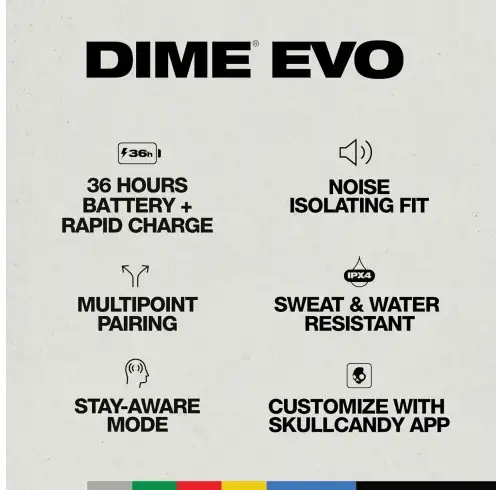 DIME® EVO
36h
36 HOURS
BATTERY +
RAPID CHARGE
NOISE
ISOLATING FIT
MULTIPOINT
PAIRING
IPX4
SWEAT & WATER
RESISTANT
STAY-AWARE
MODE
CUSTOMIZE WITH
SKULLCANDY APP